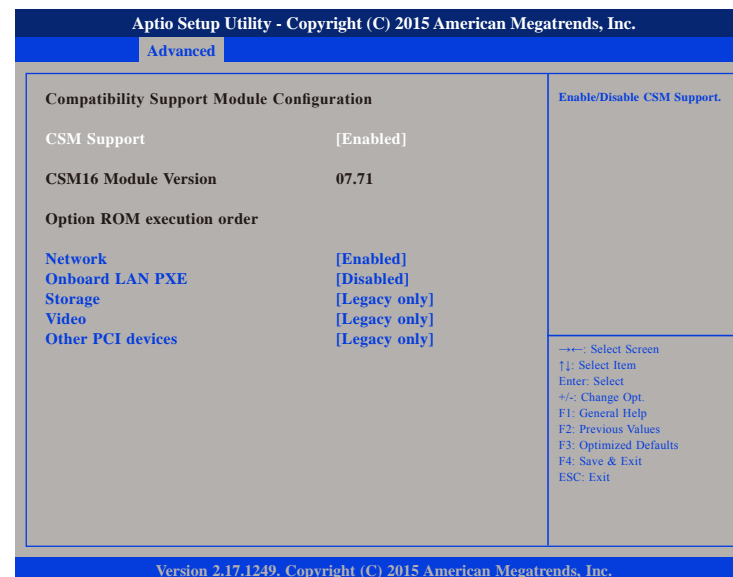 Aptio Setup Utility - Copyright (C) 2015 American Megatrends, Inc.
Advanced
Compatibility Support Module Configuration
CSM Support [Enabled]
CSM16 Module Version 07.71
Option ROM execution order
Network [Enabled]
Onboard LAN PXE [Disabled]
Storage [Legacy only]
Video [Legacy only]
Other PCI devices [Legacy only]
Enable/Disable CSM Support.
→←: Select Screen
↑↓: Select Item
Enter: Select
+/-: Change Opt.
F1: General Help
F2: Previous Values
F3: Optimized Defaults
F4: Save & Exit
ESC: Exit
Version 2.17.1249. Copyright (C) 2015 American Megatrends, Inc.